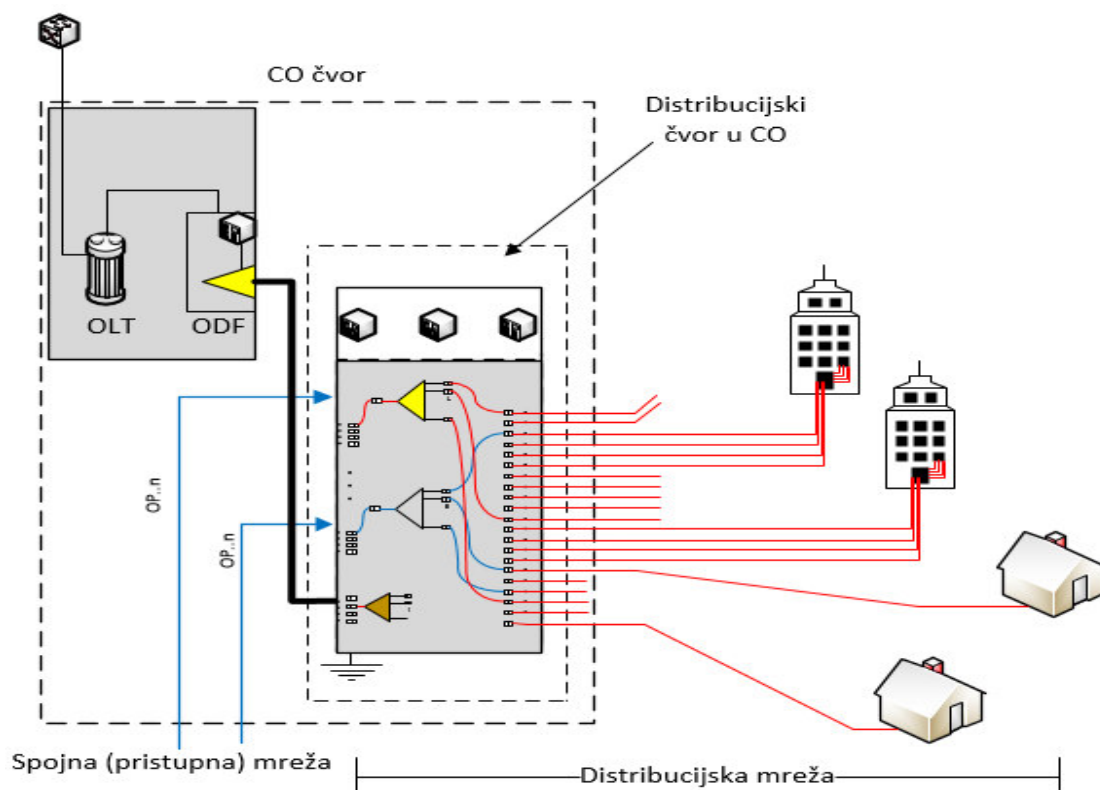 CO čvor
Distribucijski
čvor u CO
OLT
ODF
OP..n
OP..n
Spojna (pristupna) mreža
Distribucijska mreža